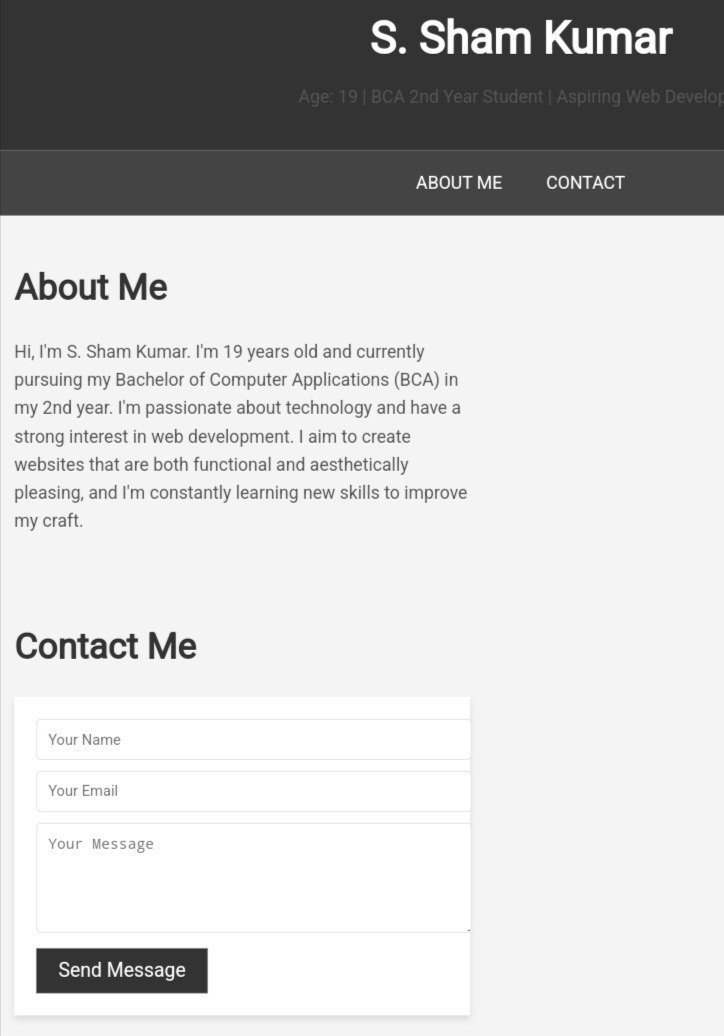 S. Sham Kumar
Age: 19 | BCA 2nd Year Student | Aspiring Web Develop
ABOUT ME CONTACT
About Me
Hi, I'm S. Sham Kumar. I'm 19 years old and currently
pursuing my Bachelor of Computer Applications (BCA) in
my 2nd year. I'm passionate about technology and have a
strong interest in web development. I aim to create
websites that are both functional and aesthetically
pleasing, and I'm constantly learning new skills to improve
my craft.
Contact Me
Your Name
Your Email
Your Message
Send Message